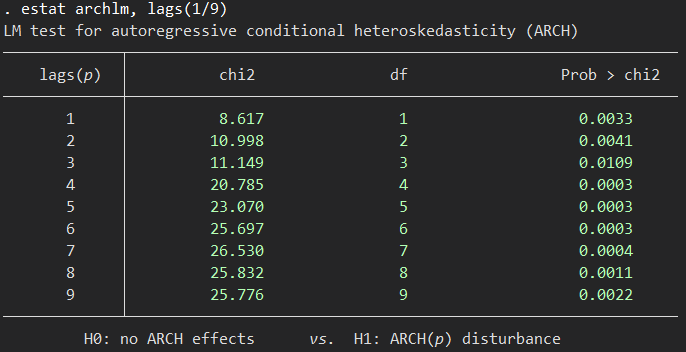 . estat archlm, lags(1/9)
LM test for autoregressive conditional heteroskedasticity (ARCH)
lags(p) chi2 df Prob > chi2
1 8.617 1 0.0033
2 10.998 2 0.0041
3 11.149 3 0.0109
4 20.785 4 0.0003
5 23.070 5 0.0003
6 25.697 6 0.0003
7 26.530 7 0.0004
8 25.832 8 0.0011
9 25.776 9 0.0022
H0: no ARCH effects vs. H1: ARCH(p) disturbance